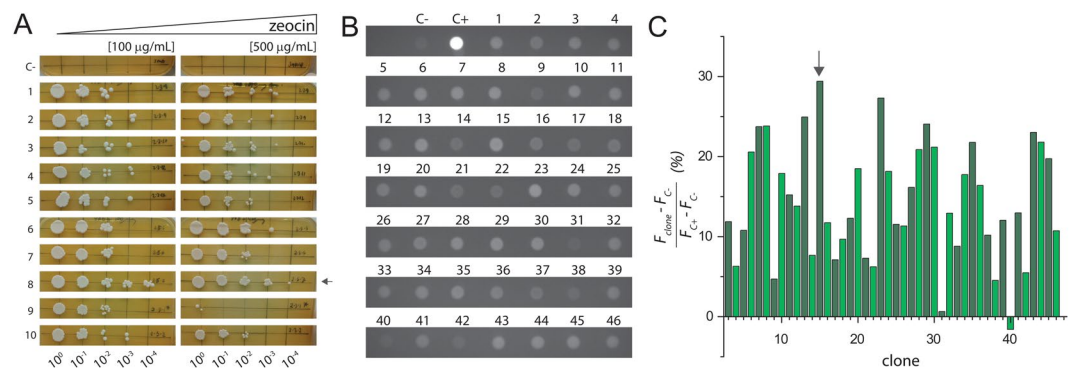 A
zeocin
[100 µg/mL] [500 µg/mL]
C-
1
2
3
4
5
6
7
8
9
10
10⁰ 10⁻¹ 10⁻² 10⁻³ 10⁻⁴ 10⁰ 10⁻¹ 10⁻² 10⁻³ 10⁻⁴
B
C- C+ 1 2 3 4
5 6 7 8 9 10 11
12 13 14 15 16 17 18
19 20 21 22 23 24 25
26 27 28 29 30 31 32
33 34 35 36 37 38 39
40 41 42 43 44 45 46
C
F clone - F C-
F C+ - F C-
(%)
30
20
10
0
10 20 30 40
clone